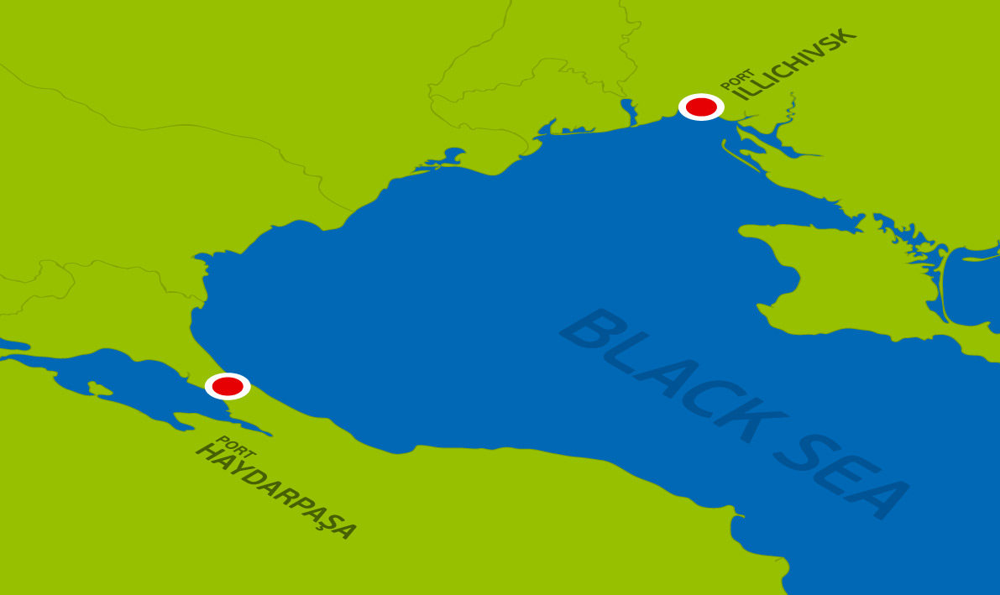 PORT
ILLICHIVSK
BLACK SEA
PORT
HAYDARPAŞA